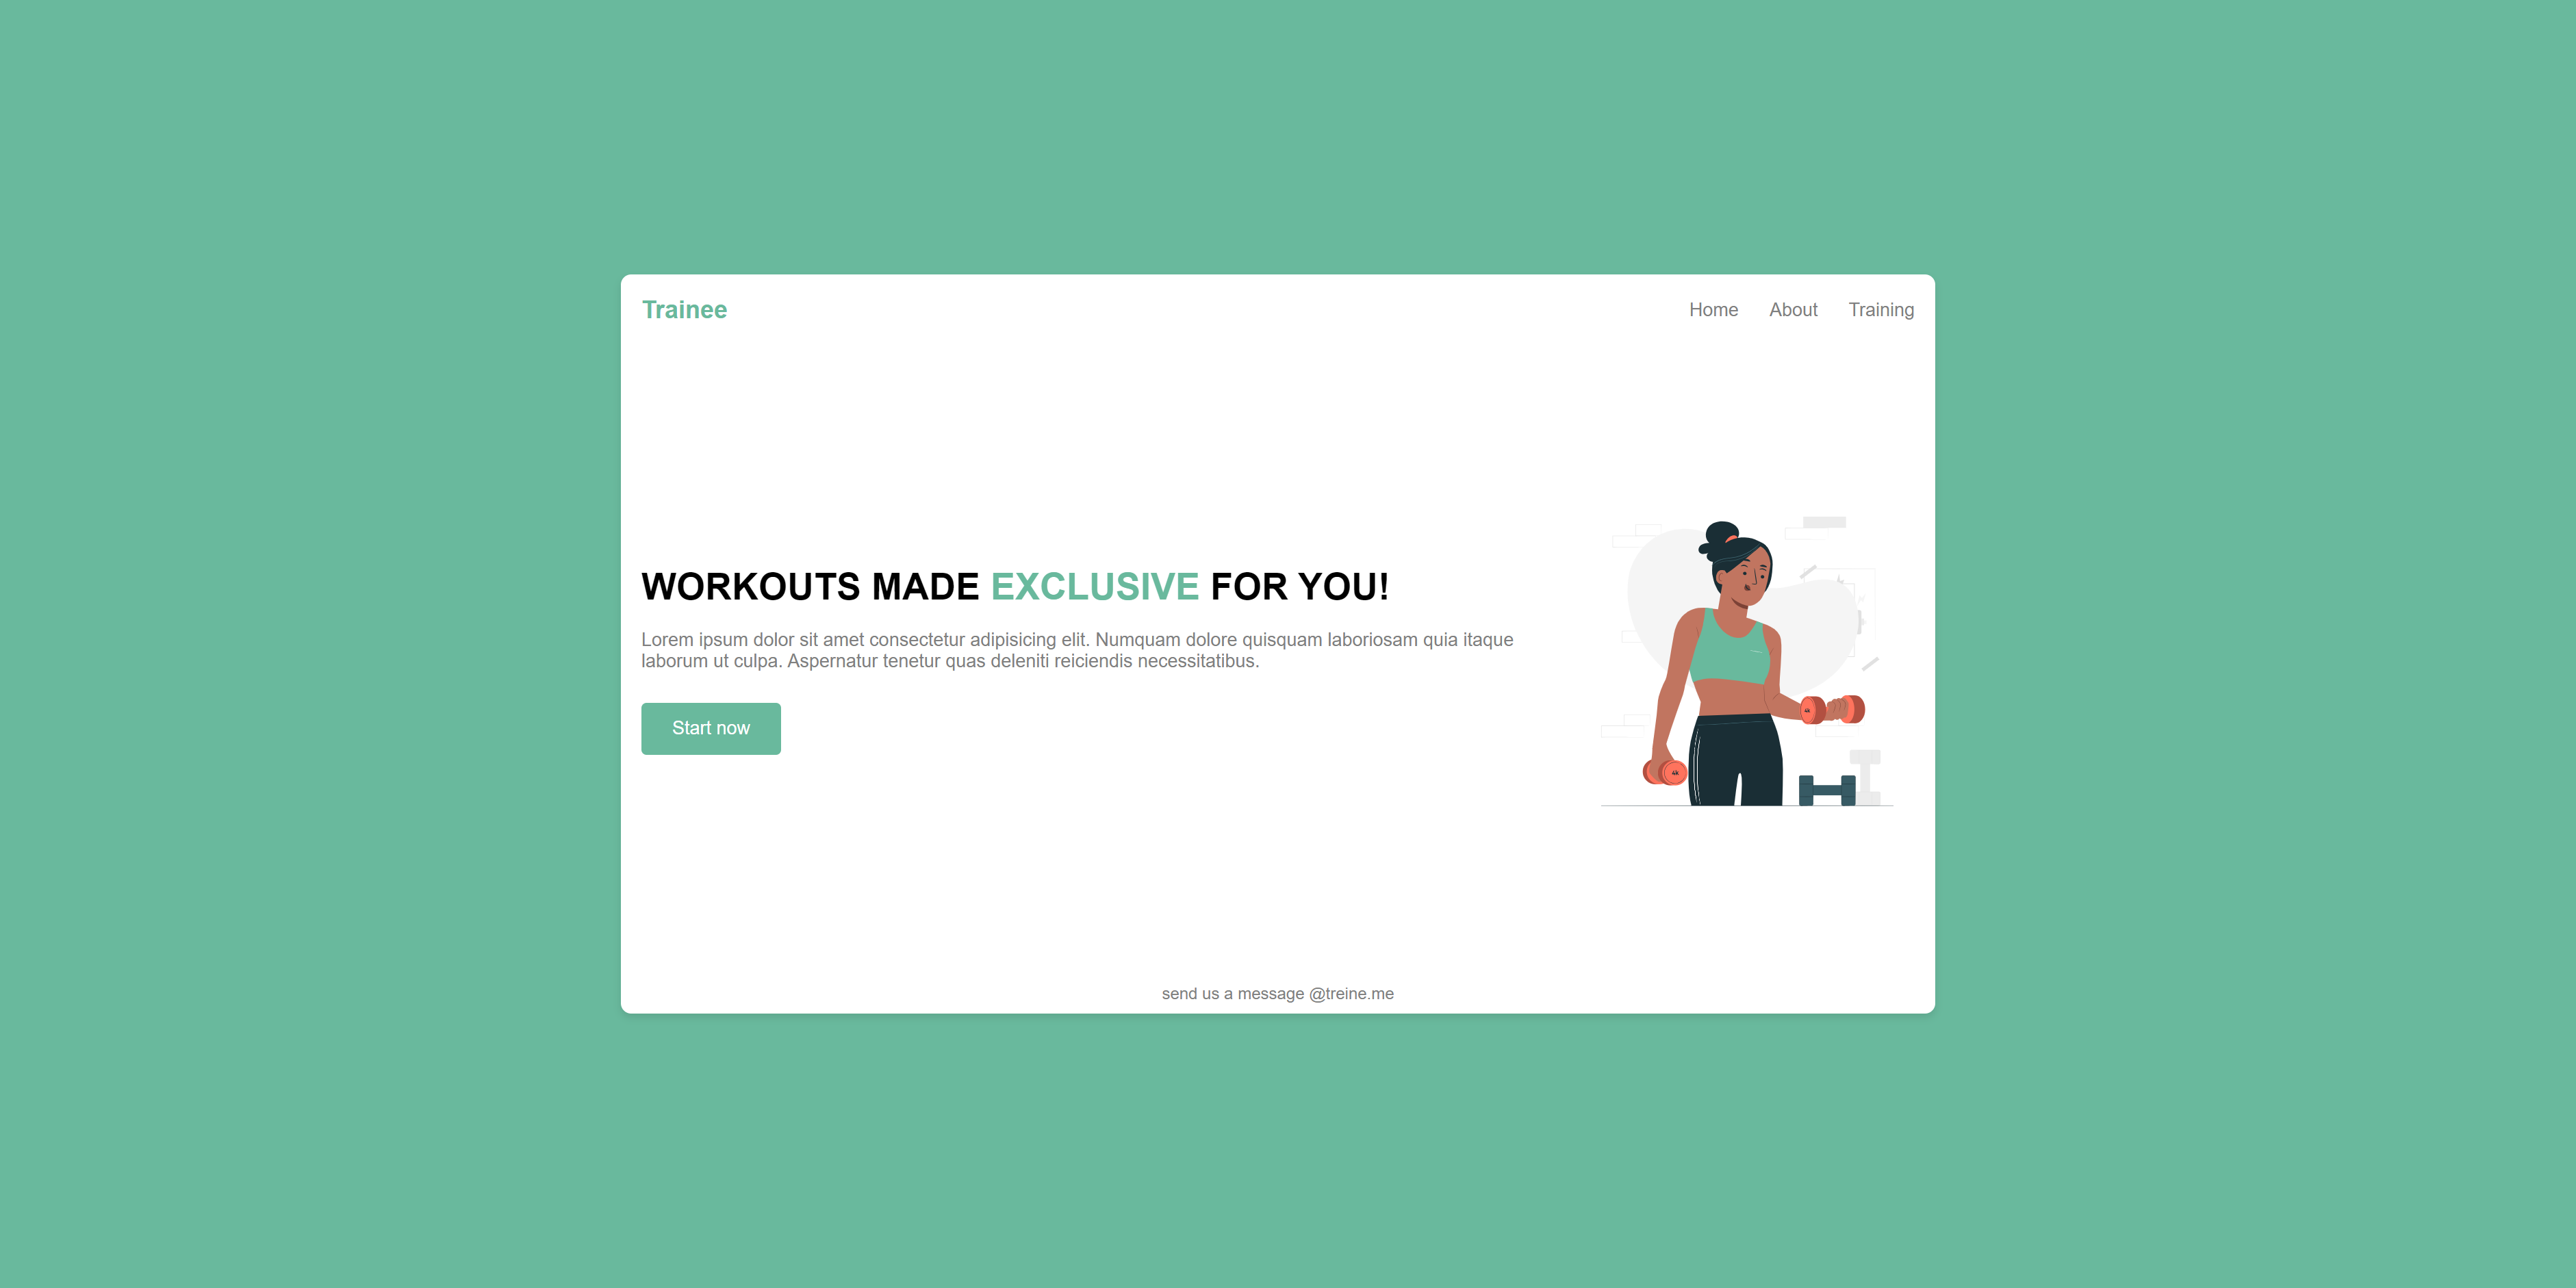 Trainee
Home About Training
WORKOUTS MADE EXCLUSIVE FOR YOU!
Lorem ipsum dolor sit amet consectetur adipisicing elit. Numquam dolore quisquam laboriosam quia itaque
laborum ut culpa. Aspernatur tenetur quas deleniti reiciendis necessitatibus.
Start now
4k
4k
send us a message @treine.me